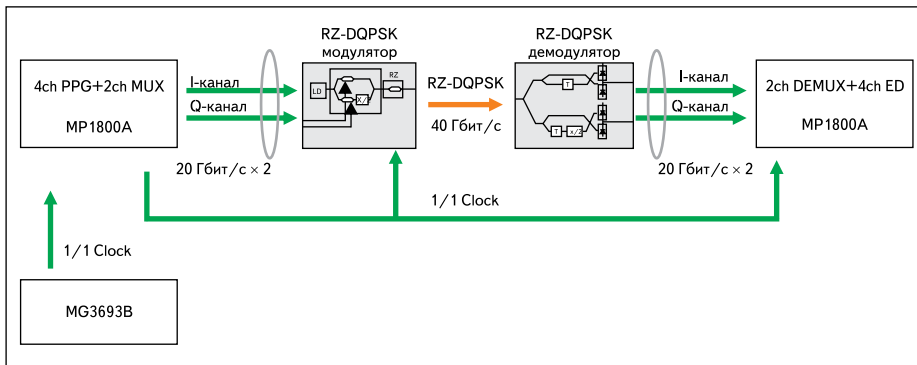 RZ-DQPSK
модулятор
RZ-DQPSK
демодулятор
4ch PPG+2ch MUX
MP1800A
I-канал
Q-канал
20 Гбит/с × 2
LD
X/
RZ
RZ-DQPSK
40 Гбит/с
T
T
x/2
I-канал
Q-канал
20 Гбит/с × 2
2ch DEMUX+4ch ED
MP1800A
1/1 Clock
1/1 Clock
MG3693B